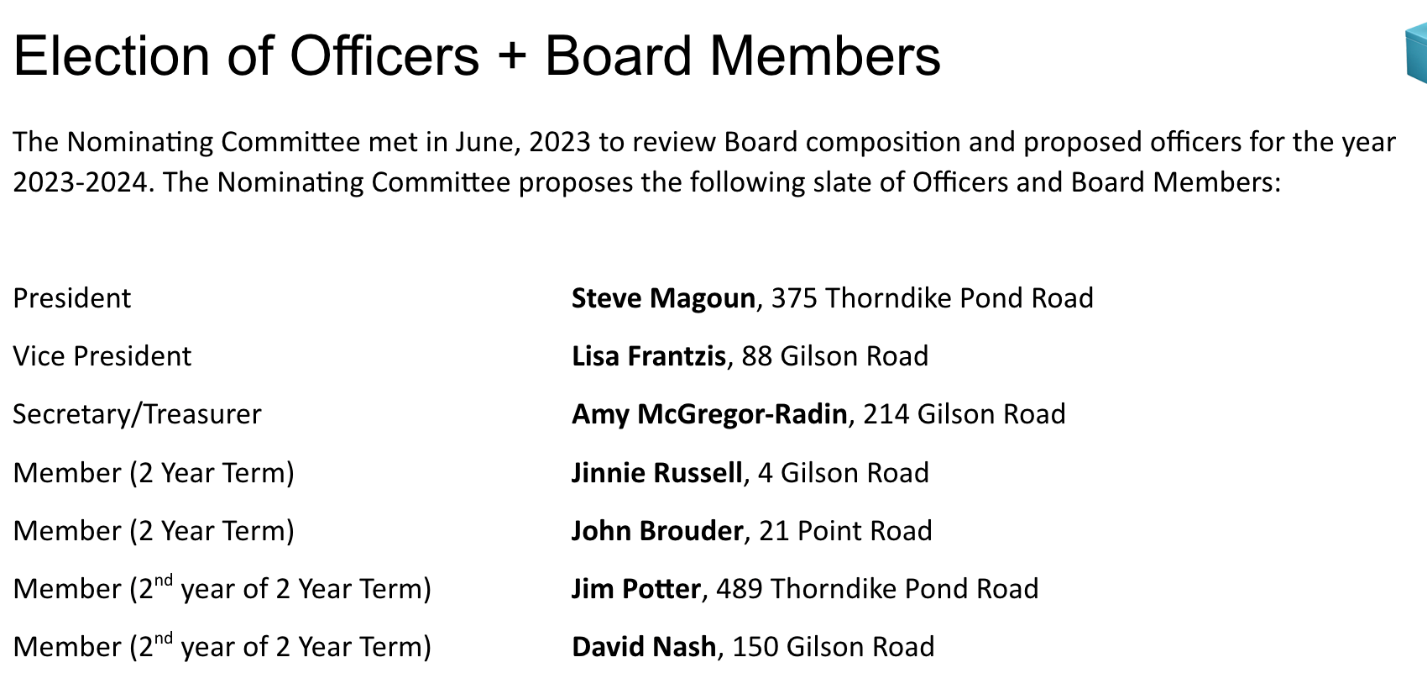 Election of Officers + Board Members
The Nominating Committee met in June, 2023 to review Board composition and proposed officers for the year
2023-2024. The Nominating Committee proposes the following slate of Officers and Board Members:
President Steve Magoun, 375 Thorndike Pond Road
Vice President Lisa Frantzis, 88 Gilson Road
Secretary/Treasurer Amy McGregor-Radin, 214 Gilson Road
Member (2 Year Term) Jinnie Russell, 4 Gilson Road
Member (2 Year Term) John Brouder, 21 Point Road
Member (2nd year of 2 Year Term) Jim Potter, 489 Thorndike Pond Road
Member (2nd year of 2 Year Term) David Nash, 150 Gilson Road